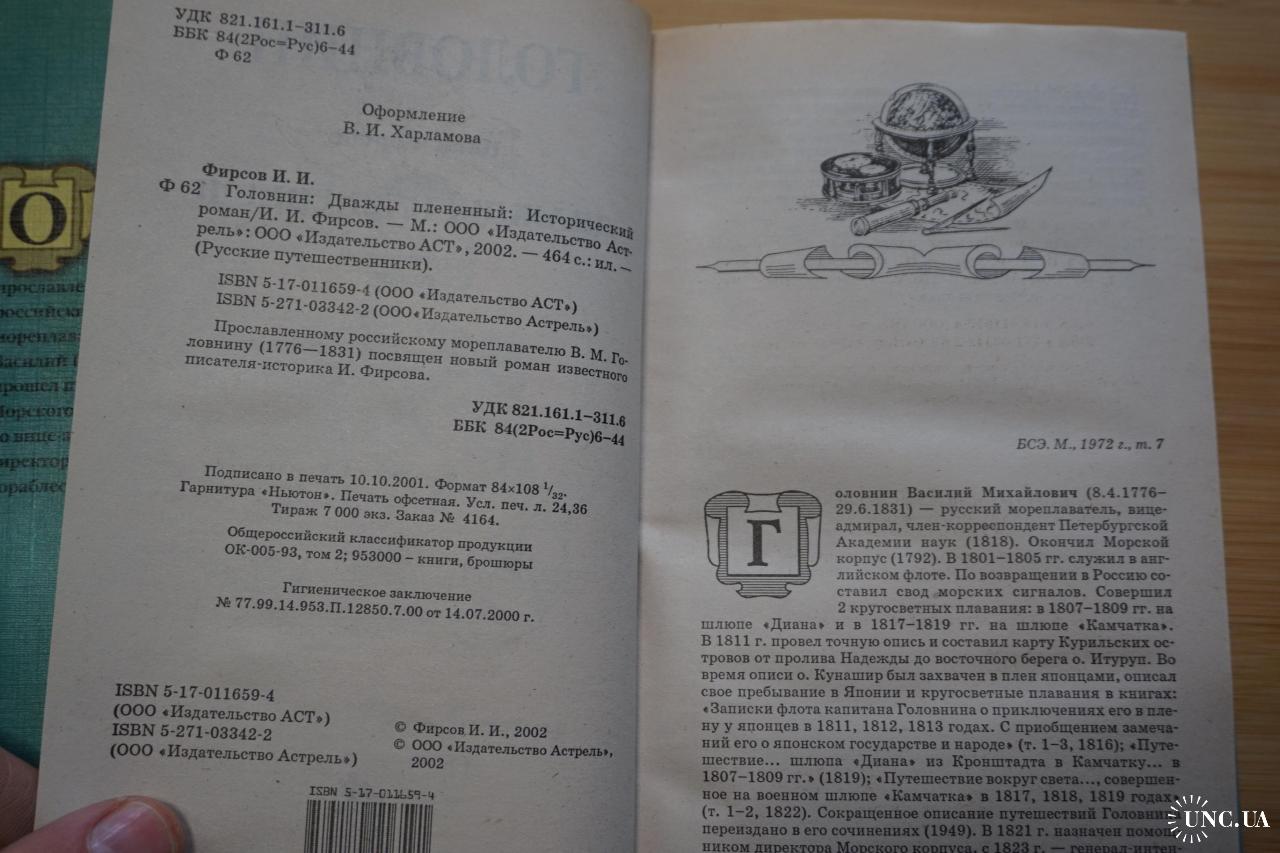 УДК 821.161.1–311.6
ББК 84(2Рос=Рус)6–44
Ф 62
Оформление
В. И. Харламова
Фирсов И. И.
Ф 62 Головнин: Дважды плененный: Исторический
роман/И. И. Фирсов. — М.: ООО «Издательство Аст-
рель»: ООО «Издательство АСТ», 2002. — 464 с.: ил. –
(Русские путешественники).
ISBN 5-17-011659-4 (ООО «Издательство АСТ»)
ISBN 5-271-03342-2 (ООО«Издательство Астрель»)
Прославленному российскому мореплавателю В. М. Го-
ловнину (1776—1831) посвящен новый роман известного
писателя-историка И. Фирсова.
УДК 821.161.1–311.6
ББК 84(2Рос=Рус)6–44
Подписано в печать 10.10.2001. Формат 84×108 1/32.
Гарнитура «Ньютон». Печать офсетная. Усл. печ. л. 24,36
Тираж 7 000 экз. Заказ № 4164.
Общероссийский классификатор продукции
ОК-005-93, том 2; 953000 – книги, брошюры
Гигиеническое заключение
№ 77.99.14.953.П.12850.7.00 от 14.07.2000 г.
ISBN 5-17-011659-4
(ООО «Издательство АСТ»)
ISBN 5-271-03342-2
(ООО «Издательство Астрель»)
© Фирсов И. И., 2002
© ООО «Издательство Астрель»,
2002
ISBN 5-17-011659-4
БСЭ. М., 1972 г., т. 7
Головнин Василий Михайлович (8.4.1776–
29.6.1831) — русский мореплаватель, вице-
адмирал, член-корреспондент Петербургской
Академии наук (1818). Окончил Морской
корпус (1792). В 1801–1805 гг. служил в анг-
лийском флоте. По возвращении в Россию со-
ставил свод морских сигналов. Совершил
2 кругосветных плавания: в 1807–1809 гг. на
шлюпе «Диана» и в 1817–1819 гг. на шлюпе «Камчатка».
В 1811 г. провел точную опись и составил карту Курильских ос-
тровов от пролива Надежды до восточного берега о. Итуруп. Во
время описи о. Кунашир был захвачен в плен японцами, описал
свое пребывание в Японии и кругосветные плавания в книгах:
«Записки флота капитана Головнина о приключениях его в пле-
ну у японцев в 1811, 1812, 1813 годах. С приобщением замеча-
ний его о японском государстве и народе» (т. 1–3, 1816); «Путе-
шествие... шлюпа «Диана» из Кронштадта в Камчатку... в
1807–1809 гг.» (1819); «Путешествие вокруг света..., совершен-
ное на военном шлюпе «Камчатка» в 1817, 1818, 1819 годах»
(т. 1–2, 1822). Сокращенное описание путешествий Головнина
переиздано в его сочинениях (1949). В 1821 г. назначен помощ-
ником директора Морского корпуса, с 1823 г. — генерал-интен-
О
UNC.UA